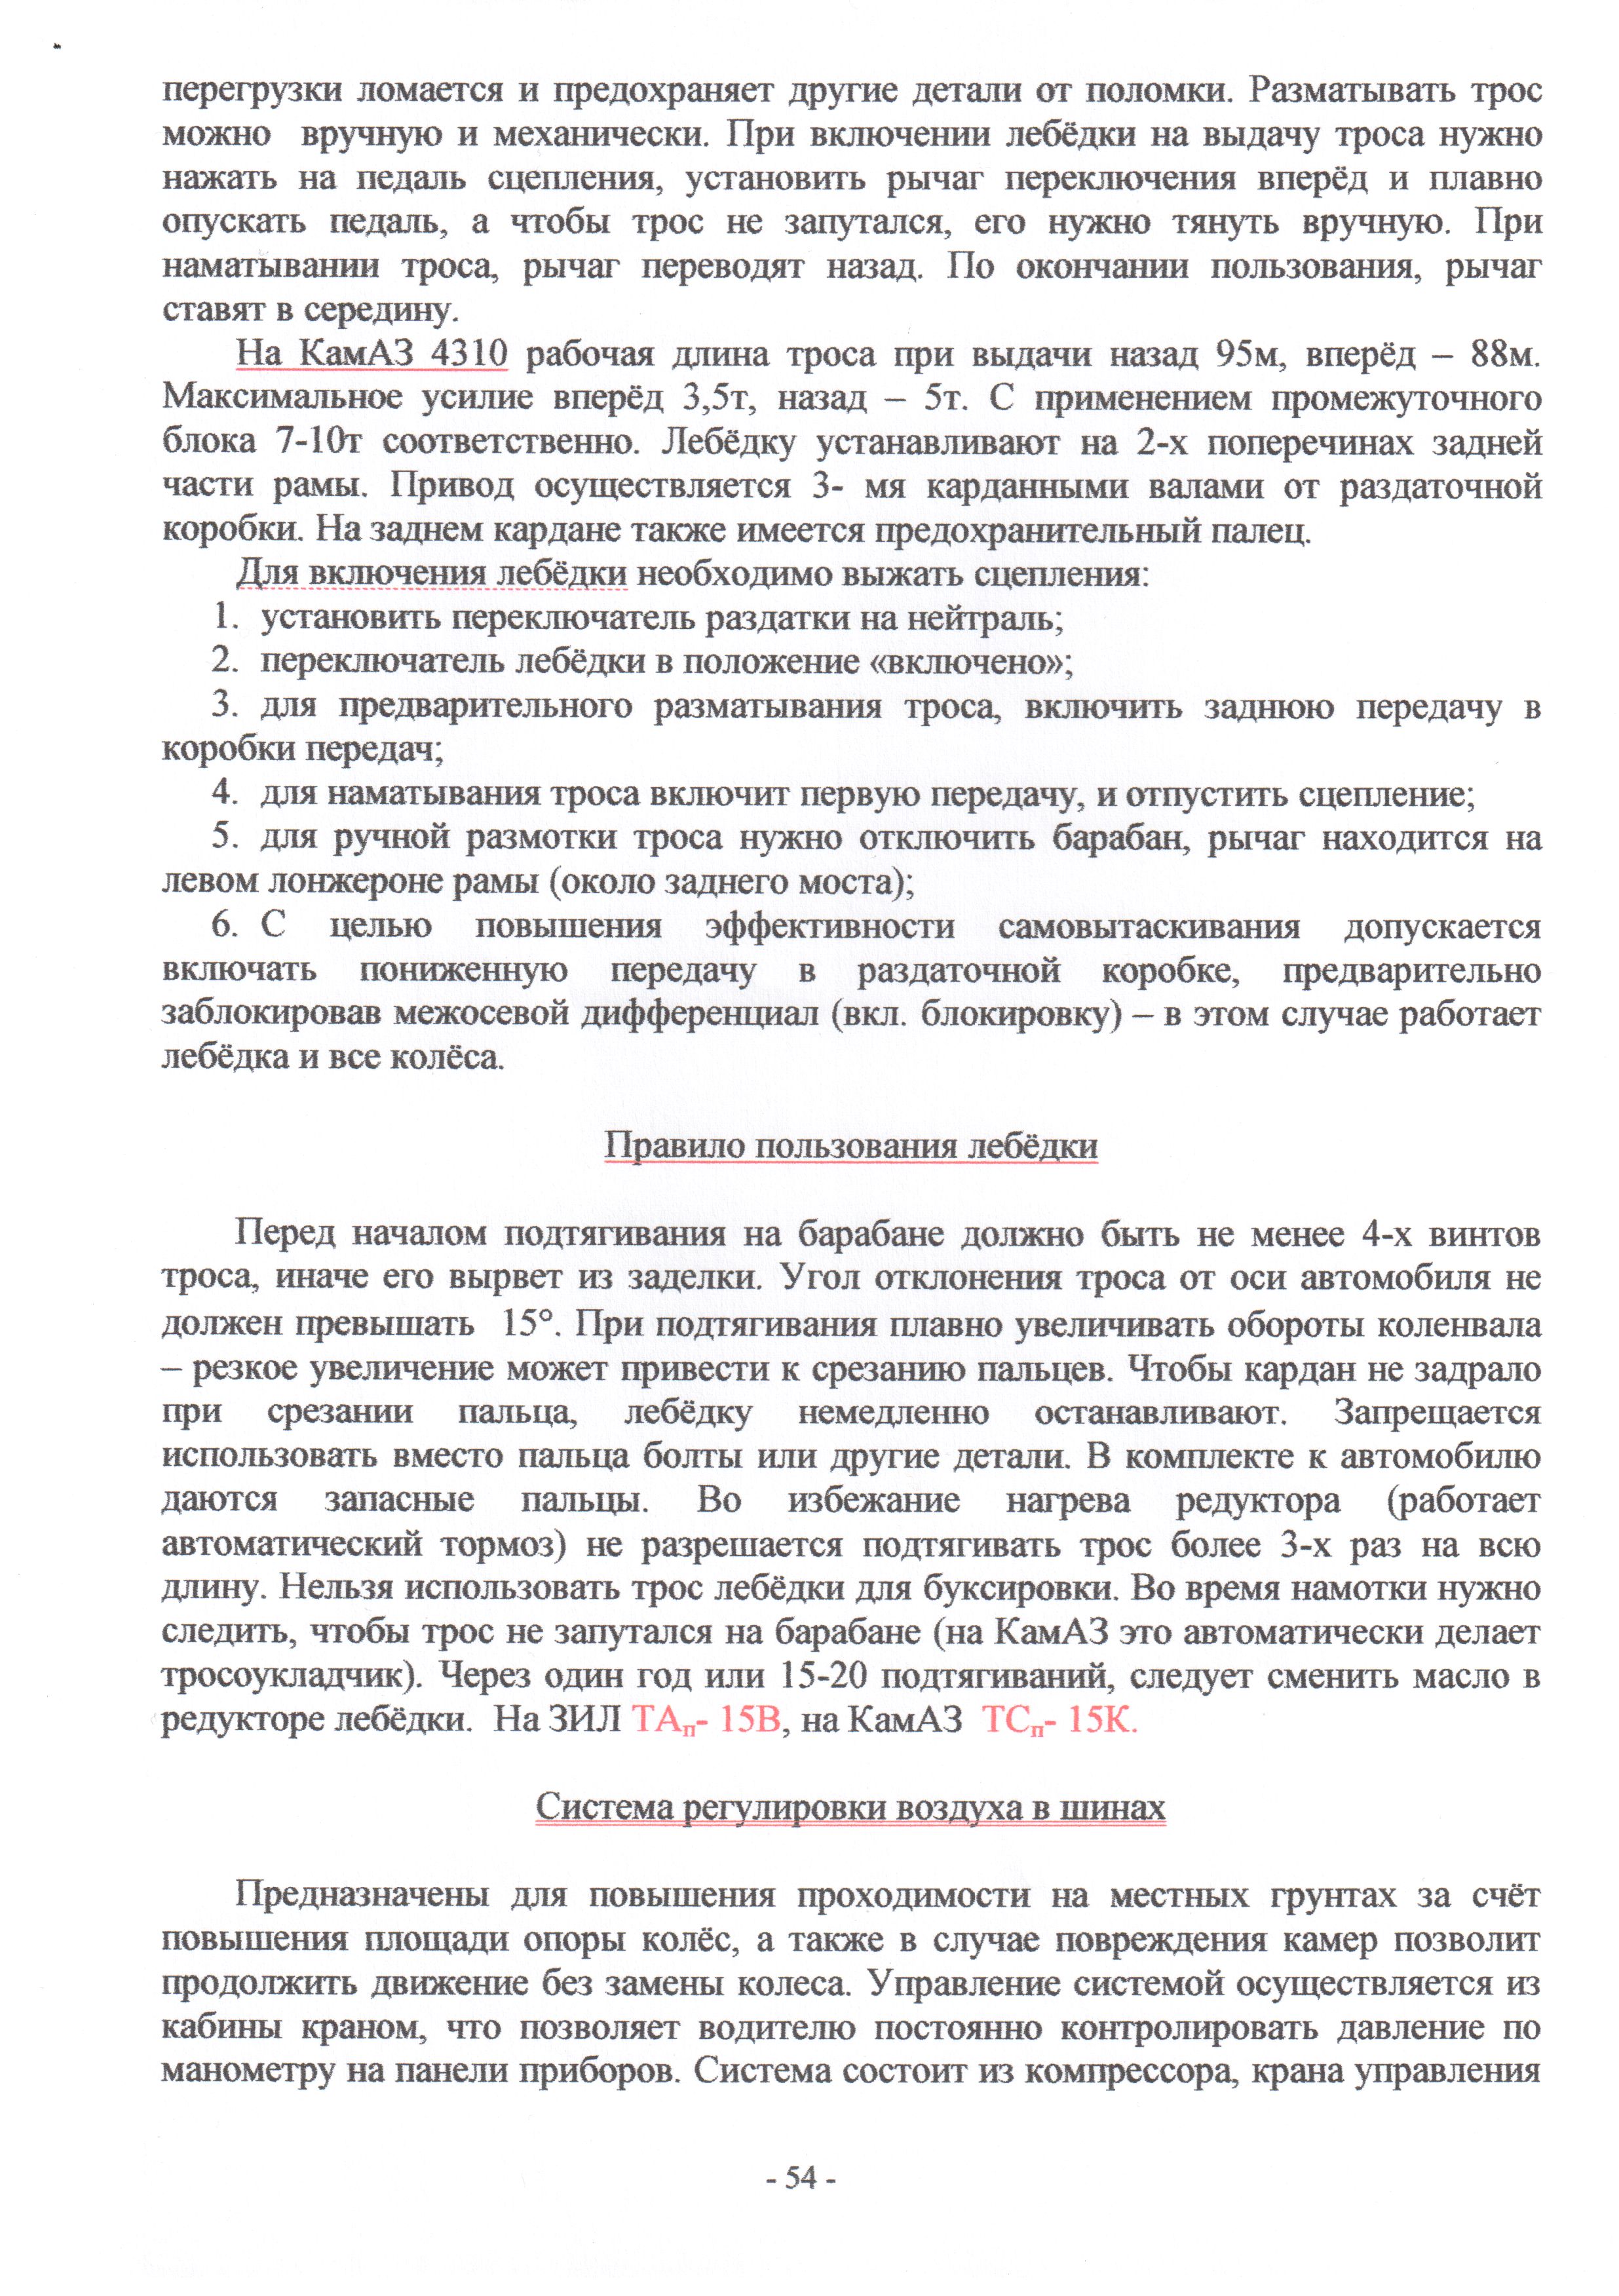 перегрузки ломается и предохраняет другие детали от поломки. Разматывать трос
можно вручную и механически. При включении лебёдки на выдачу троса нужно
нажать на педаль сцепления, установить рычаг переключения вперёд и плавно
опускать педаль, а чтобы трос не запутался, его нужно тянуть вручную. При
наматывании троса, рычаг переводят назад. По окончании пользования, рычаг
ставят в середину.
На КамАЗ 4310 рабочая длина троса при выдачи назад 95м, вперёд – 88м.
Максимальное усилие вперёд 3,5т, назад – 5т. С применением промежуточного
блока 7-10т соответственно. Лебёдку устанавливают на 2-х поперечинах задней
части рамы. Привод осуществляется 3- мя карданными валами от раздаточной
коробки. На заднем кардане также имеется предохранительный палец.
Для включения лебёдки необходимо выжать сцепления:
1. установить переключатель раздатки на нейтраль;
2. переключатель лебёдки в положение «включено»;
3. для предварительного разматывания троса, включить заднюю передачу в
коробки передач;
4. для наматывания троса включит первую передачу, и отпустить сцепление;
5. для ручной размотки троса нужно отключить барабан, рычаг находится на
левом лонжероне рамы (около заднего моста);
6. С целью повышения эффективности самовытаскивания допускается
включать пониженную передачу в раздаточной коробке, предварительно
заблокировав межосевой дифференциал (вкл. блокировку) – в этом случае работает
лебёдка и все колёса.
Правило пользования лебёдки
Перед началом подтягивания на барабане должно быть не менее 4-х винтов
троса, иначе его вырвет из заделки. Угол отклонения троса от оси автомобиля не
должен превышать 15°. При подтягивания плавно увеличивать обороты коленвала
– резкое увеличение может привести к срезанию пальцев. Чтобы кардан не задрало
при срезании пальца, лебёдку немедленно останавливают. Запрещается
использовать вместо пальца болты или другие детали. В комплекте к автомобилю
даются запасные пальцы. Во избежание нагрева редуктора (работает
автоматический тормоз) не разрешается подтягивать трос более 3-х раз на всю
длину. Нельзя использовать трос лебёдки для буксировки. Во время намотки нужно
следить, чтобы трос не запутался на барабане (на КамАЗ это автоматически делает
тросоукладчик). Через один год или 15-20 подтягиваний, следует сменить масло в
редукторе лебёдки. На ЗИЛ ТАп- 15В, на КамАЗ ТСп- 15К.
Система регулировки воздуха в шинах
Предназначены для повышения проходимости на местных грунтах за счёт
повышения площади опоры колёс, а также в случае повреждения камер позволит
продолжить движение без замены колеса. Управление системой осуществляется из
кабины краном, что позволяет водителю постоянно контролировать давление по
манометру на панели приборов. Система состоит из компрессора, крана управления
- 54 -